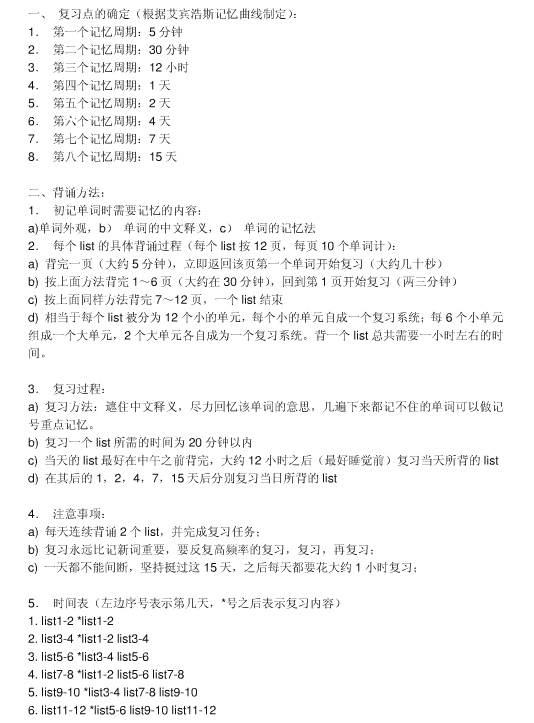 一、 复习点的确定（根据艾宾浩斯记忆曲线制定）：
1． 第一个记忆周期：5 分钟
2． 第二个记忆周期：30 分钟
3． 第三个记忆周期：12 小时
4． 第四个记忆周期：1 天
5． 第五个记忆周期：2 天
6． 第六个记忆周期：4 天
7． 第七个记忆周期：7 天
8． 第八个记忆周期：15 天
二、背诵方法：
1． 初记单词时需要记忆的内容：
a)单词外观，b） 单词的中文释义，c） 单词的记忆法
2． 每个 list 的具体背诵过程（每个 list 按 12 页，每页 10 个单词计）：
a) 背完一页（大约 5 分钟），立即返回该页第一个单词开始复习（大约几十秒）
b) 按上面方法背完 1～6 页（大约在 30 分钟），回到第 1 页开始复习（两三分钟）
c) 按上面同样方法背完 7～12 页，一个 list 结束
d) 相当于每个 list 被分为 12 个小的单元，每个小的单元自成一个复习系统；每 6 个小单元
组成一个大单元，2 个大单元各自成为一个复习系统。背一个 list 总共需要一小时左右的时
间。
3． 复习过程：
a) 复习方法：遮住中文释义，尽力回忆该单词的意思，几遍下来都记不住的单词可以做记
号重点记忆。
b) 复习一个 list 所需的时间为 20 分钟以内
c) 当天的 list 最好在中午之前背完，大约 12 小时之后（最好睡觉前）复习当天所背的 list
d) 在其后的 1，2，4，7，15 天后分别复习当日所背的 list
4． 注意事项：
a) 每天连续背诵 2 个 list，并完成复习任务；
b) 复习永远比记新词重要，要反复高频率的复习，复习，再复习；
c) 一天都不能间断，坚持挺过这 15 天，之后每天都要花大约 1 小时复习；
5． 时间表（左边序号表示第几天，*号之后表示复习内容）
1. list1-2 *list1-2
2. list3-4 *list1-2 list3-4
3. list5-6 *list3-4 list5-6
4. list7-8 *list1-2 list5-6 list7-8
5. list9-10 *list3-4 list7-8 list9-10
6. list11-12 *list5-6 list9-10 list11-12